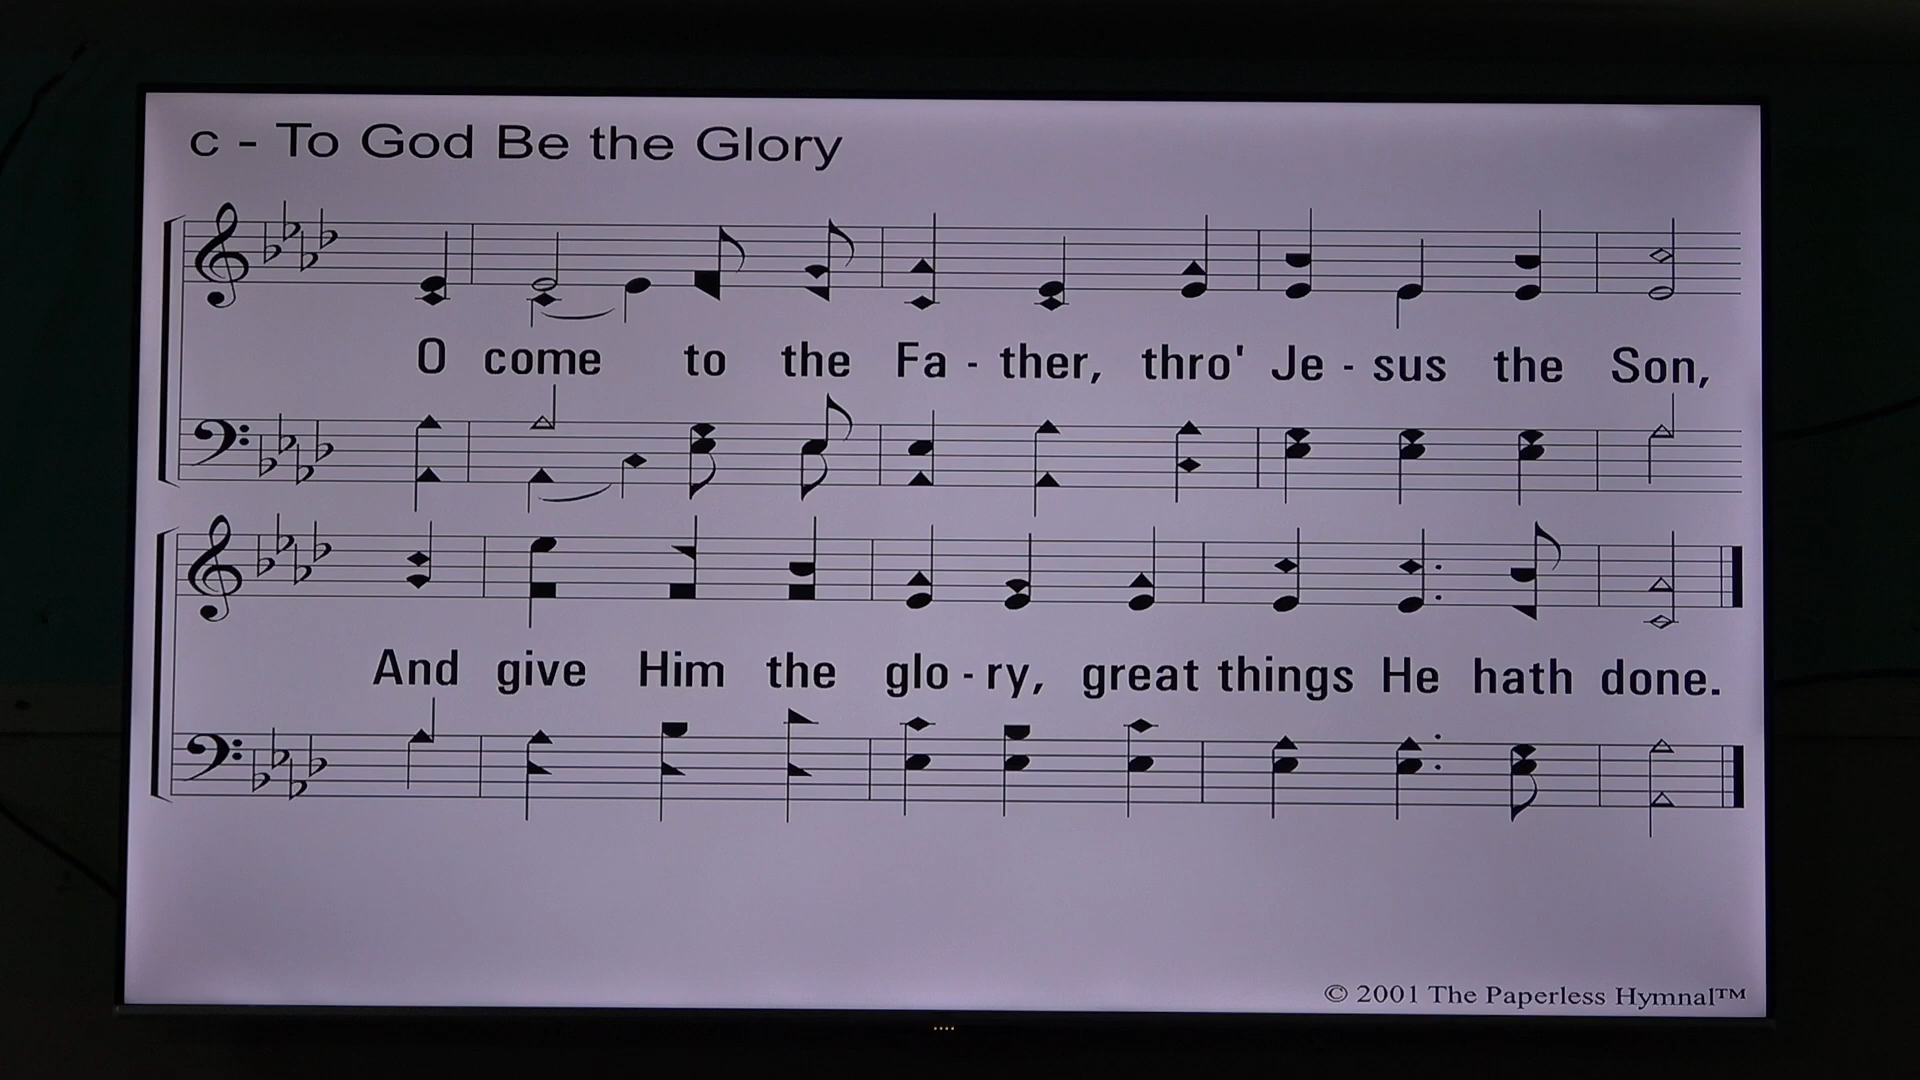 c - To God Be the Glory
O come to the Fa - ther, thro' Je - sus the Son,
And give Him the glo - ry, great things He hath done.
© 2001 The Paperless Hymnal™